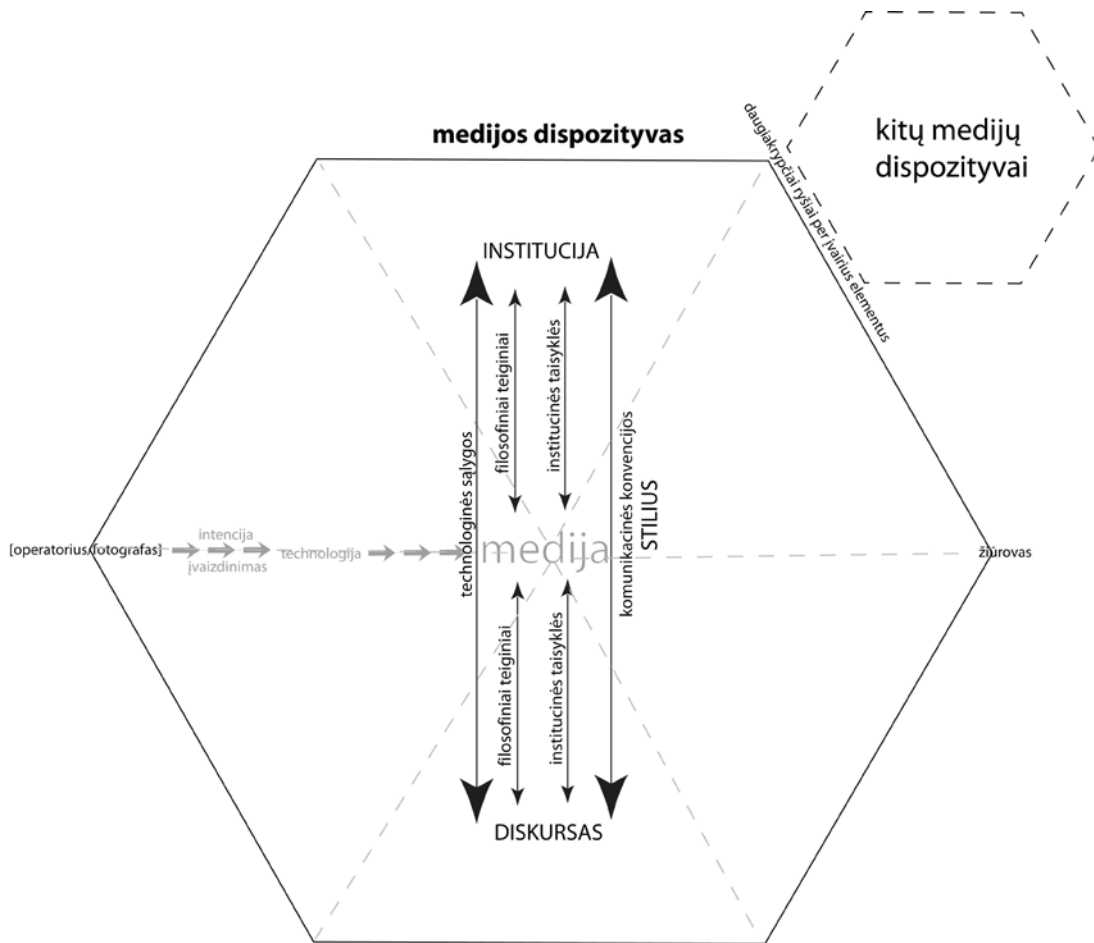 medijos dispozityvas
kitų medijų
dispozityvai
daugiakrypčiai ryšiai per įvairius elementus
INSTITUCIJA
filosofiniai teiginiai
institucinės taisyklės
technologinės sąlygos
komunikacinės konvencijos
STILIUS
[operatorius/fotografas]
intencija
įvaizdinimas
technologija
medija
žiūrovas
filosofiniai teiginiai
institucinės taisyklės
DISKURSAS